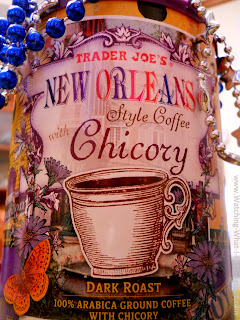 TRADER JOE'S
NEW ORLEANS
Style Coffee
with
Chicory
DARK ROAST
100% ARABICA GROUND COFFEE
WITH CHICORY